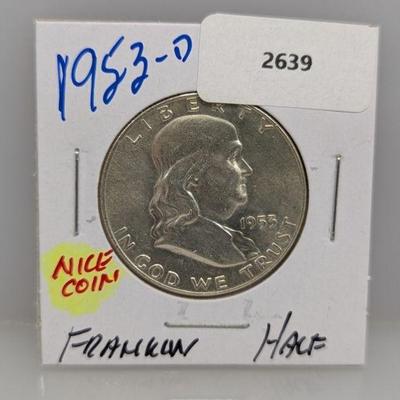 1953-D
2639
LIBERTY
1953
IN GOD WE TRUST
NICE
COIN
FRANKLIN HALF